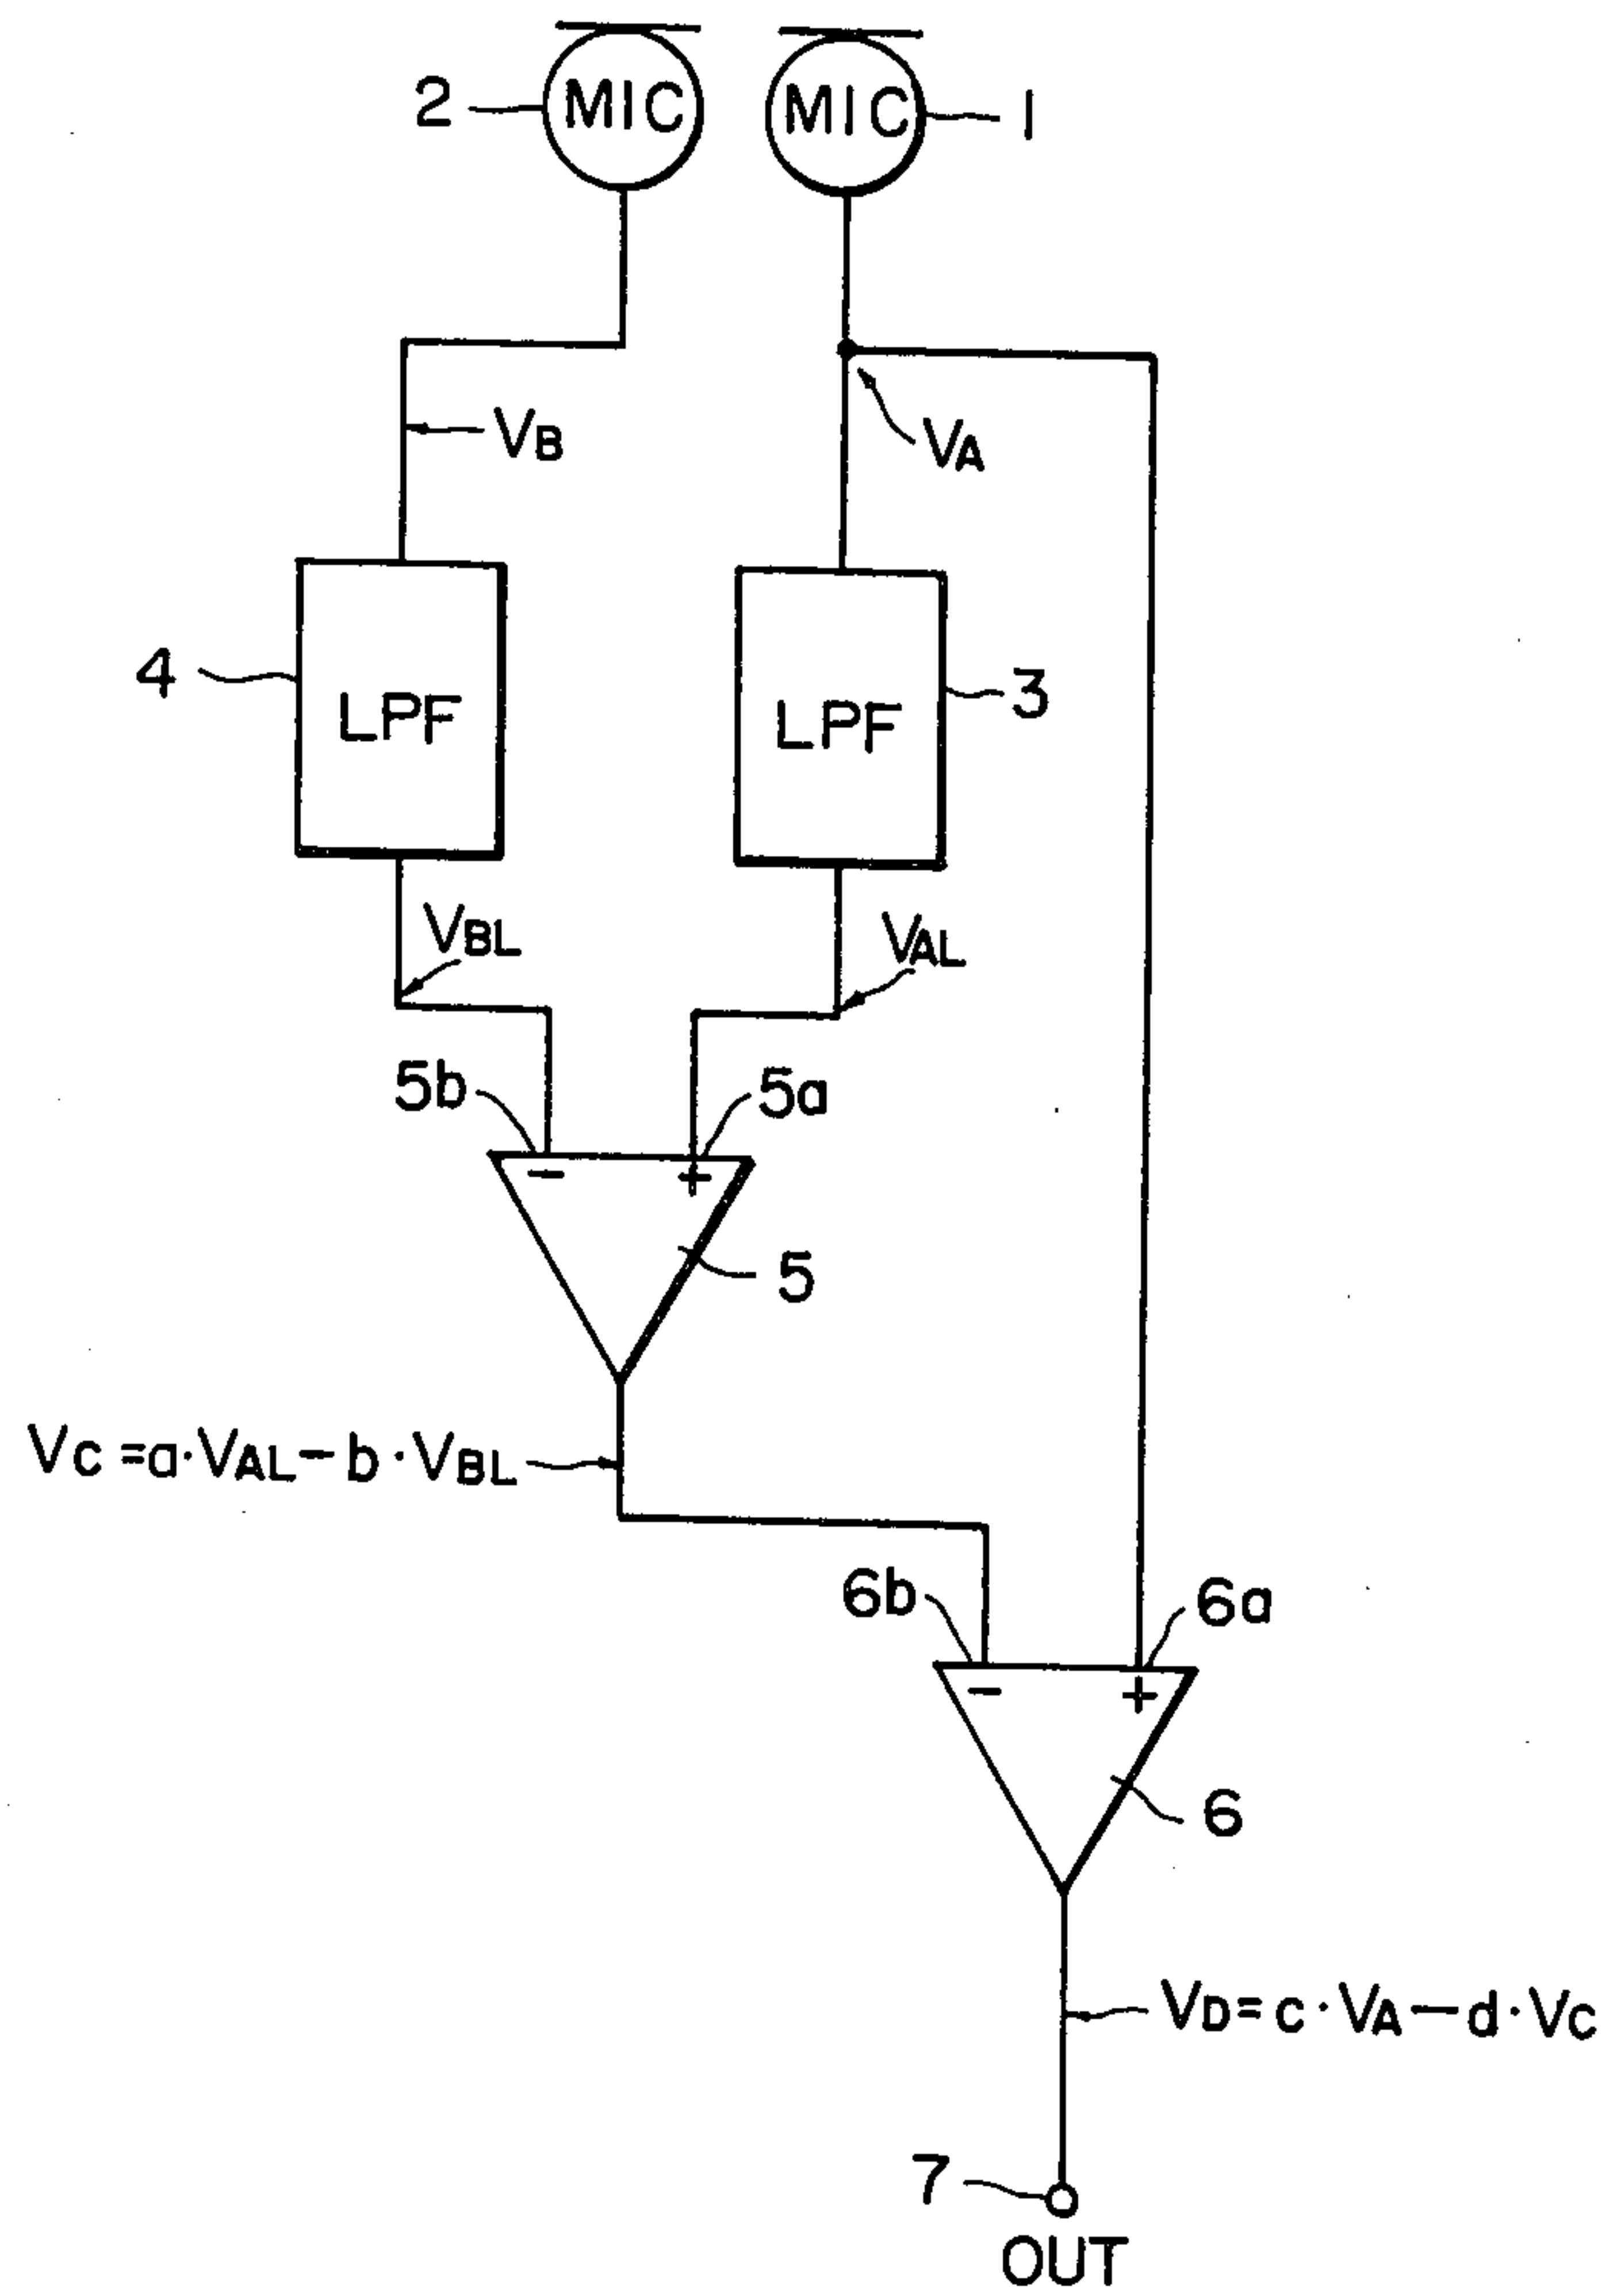 2 MIC MIC 1
VB VA
4 LPF LPF 3
VBL VAL
5b 5a
- +
5
VC=a·VAL-b·VBL
6b 6a
- +
6
VD=c·VA-d·VC
7
OUT